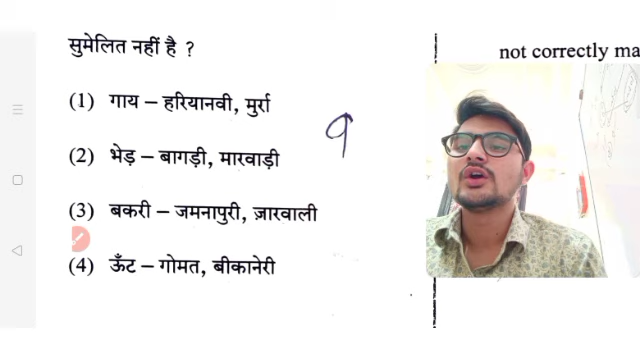 सुमेलित नहीं है ?
not correctly ma
(1) गाय – हरियानवी, मुर्रा
(2) भेड़ – बागड़ी, मारवाड़ी
(3) बकरी – जमनापुरी, ज़ारवाली
(4) ऊँट – गोमत, बीकानेरी